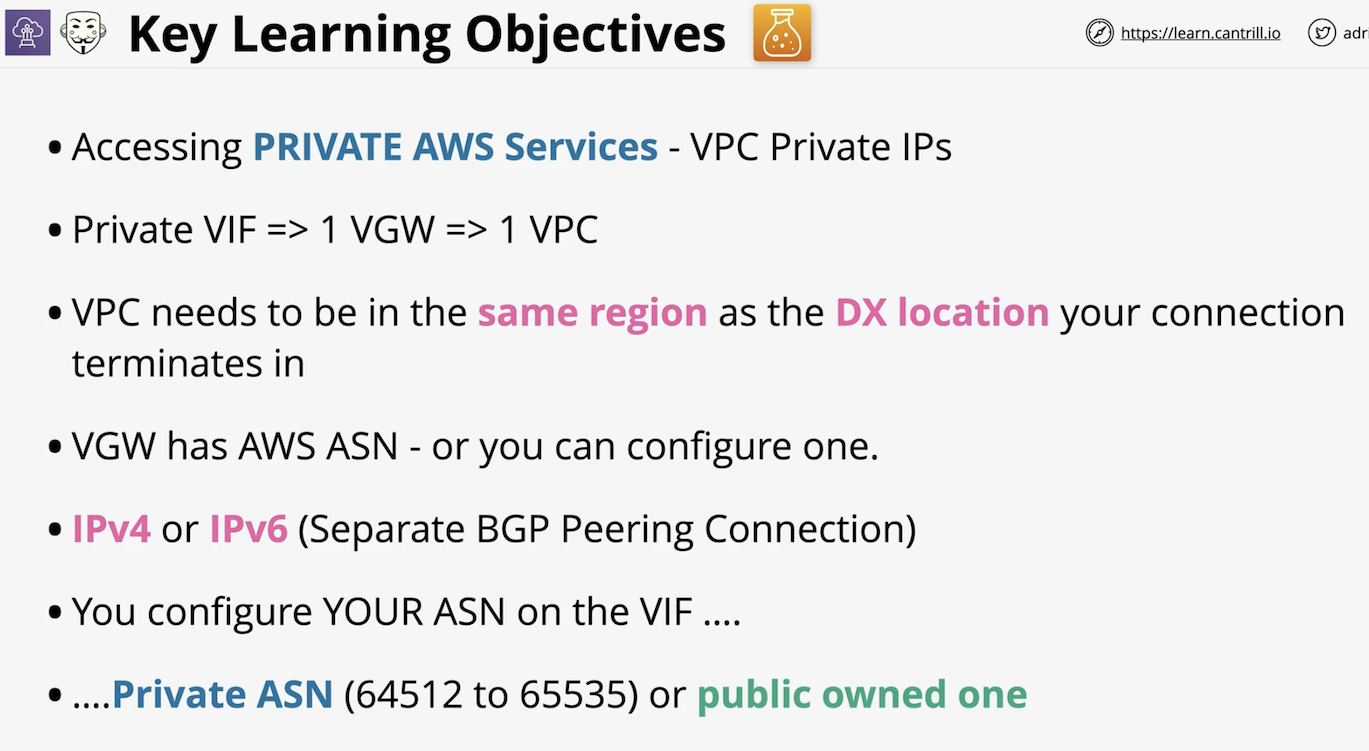 Key Learning Objectives
https://learn.cantrill.io
adr
• Accessing PRIVATE AWS Services - VPC Private IPs
• Private VIF => 1 VGW => 1 VPC
• VPC needs to be in the same region as the DX location your connection
terminates in
• VGW has AWS ASN - or you can configure one.
• IPv4 or IPv6 (Separate BGP Peering Connection)
• You configure YOUR ASN on the VIF ....
• ....Private ASN (64512 to 65535) or public owned one